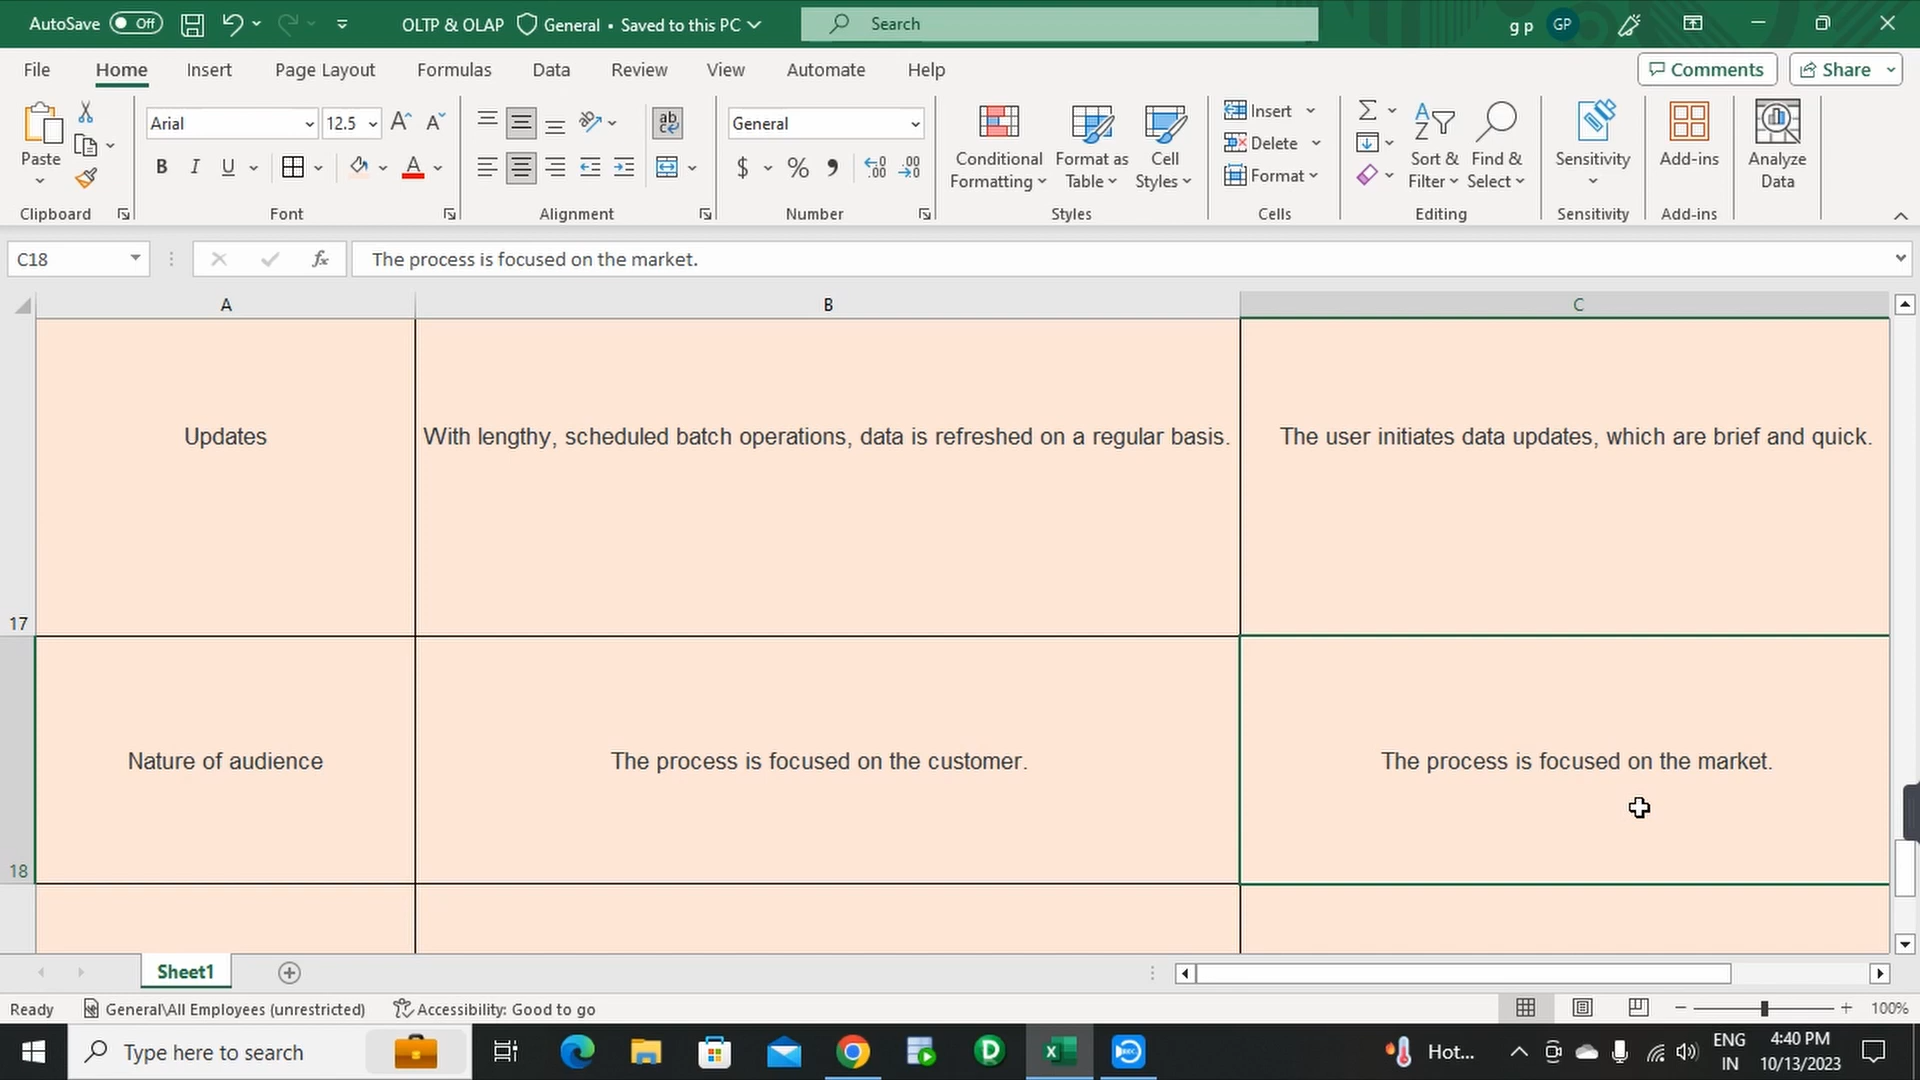 AutoSave Off OLTP & OLAP General • Saved to this PC Search g p GP
File Home Insert Page Layout Formulas Data Review View Automate Help Comments Share
Arial 12.5 General Insert
Paste Conditional Format as Cell Delete Sort & Find & Sensitivity Add-ins Analyze
B I U $ % Formatting Table Styles Format Filter Select Data
Clipboard Font Alignment Number Styles Cells Editing Sensitivity Add-ins
C18 fx The process is focused on the market.
A B C
Updates With lengthy, scheduled batch operations, data is refreshed on a regular basis. The user initiates data updates, which are brief and quick.
17
Nature of audience The process is focused on the customer. The process is focused on the market.
18
Sheet1
Ready General\All Employees (unrestricted) Accessibility: Good to go 100%
Type here to search Hot... ENG 4:40 PM
IN 10/13/2023